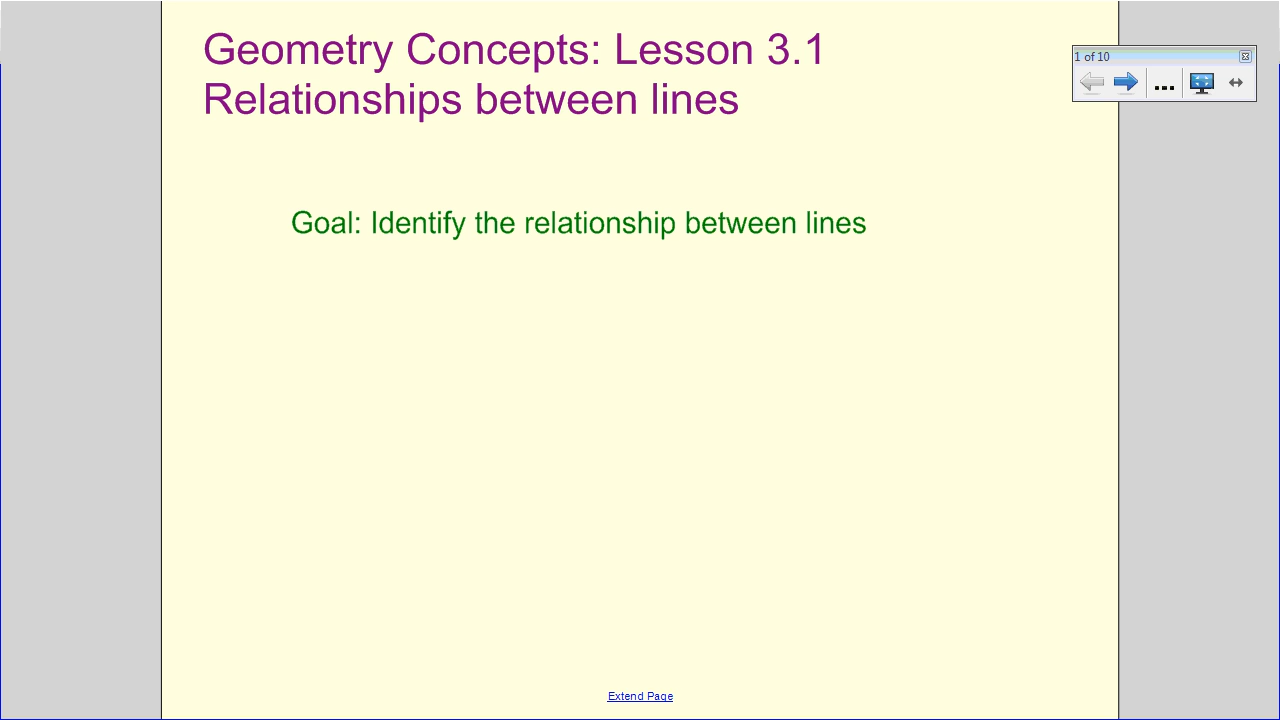 Geometry Concepts: Lesson 3.1
Relationships between lines
1 of 10
Goal: Identify the relationship between lines
Extend Page